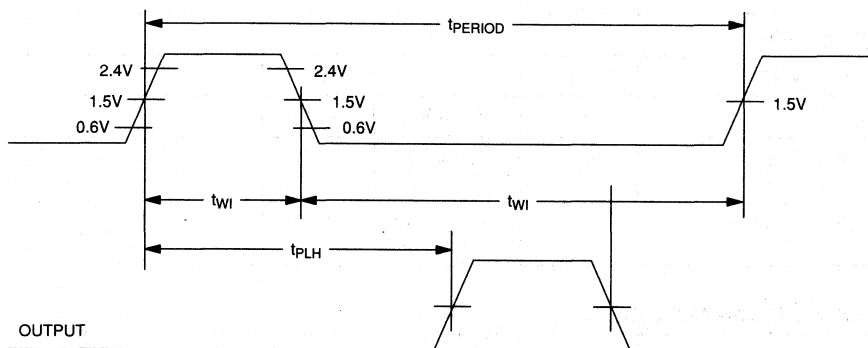 tPERIOD
2.4V 2.4V
1.5V 1.5V 1.5V
0.6V 0.6V
tWI tWI
tPLH
OUTPUT